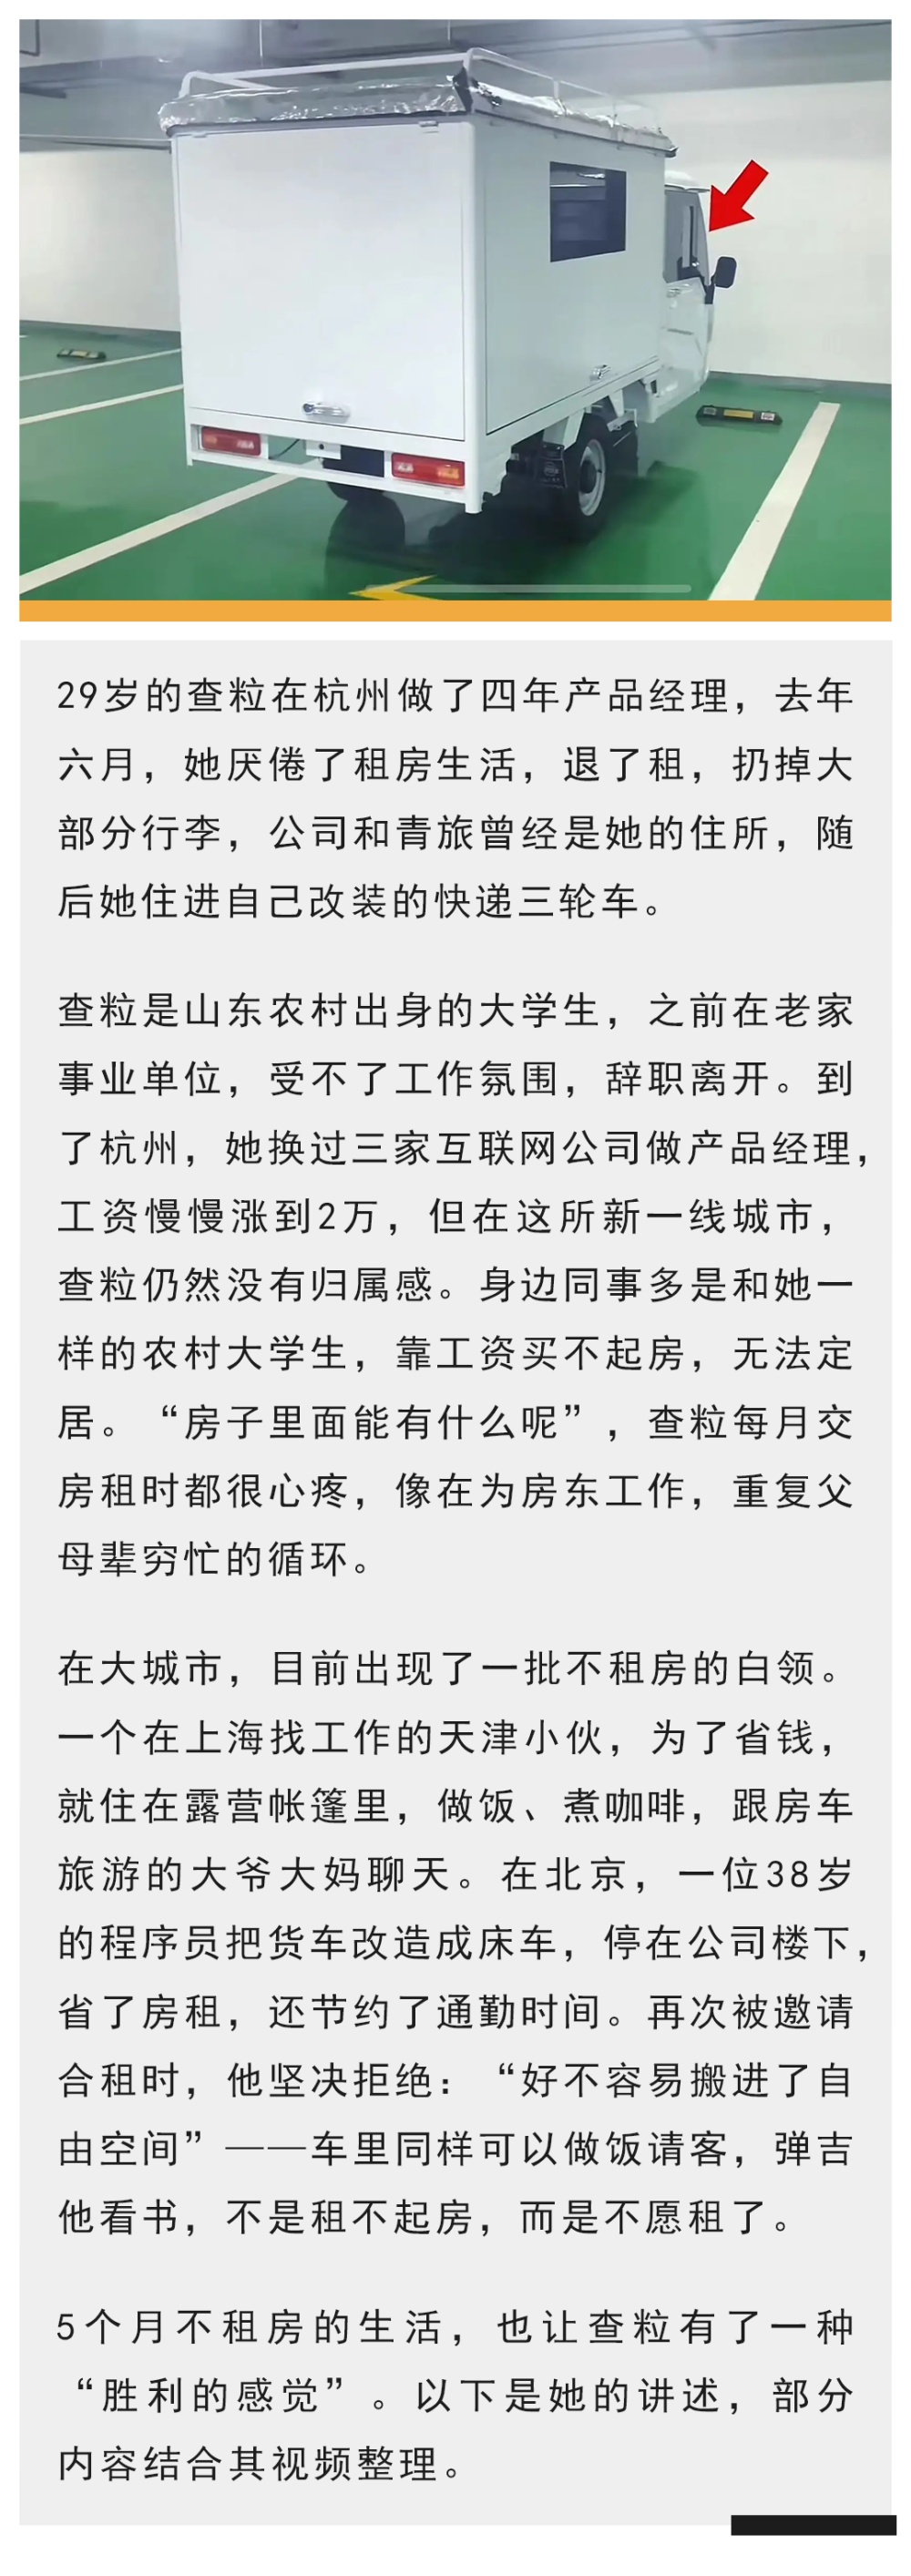 29岁的查粒在杭州做了四年产品经理，去年
六月，她厌倦了租房生活，退了租，扔掉大
部分行李，公司和青旅曾经是她的住所，随
后她住进自己改装的快递三轮车。
查粒是山东农村出身的大学生，之前在老家
事业单位，受不了工作氛围，辞职离开。到
了杭州，她换过三家互联网公司做产品经理，
工资慢慢涨到2万，但在这所新一线城市，
查粒仍然没有归属感。身边同事多是和她一
样的农村大学生，靠工资买不起房，无法定
居。“房子里面能有什么呢”，查粒每月交
房租时都很心疼，像在为房东工作，重复父
母辈穷忙的循环。
在大城市，目前出现了一批不租房的白领。
一个在上海找工作的天津小伙，为了省钱，
就住在露营帐篷里，做饭、煮咖啡，跟房车
旅游的大爷大妈聊天。在北京，一位38岁
的程序员把货车改造成床车，停在公司楼下，
省了房租，还节约了通勤时间。再次被邀请
合租时，他坚决拒绝：“好不容易搬进了自
由空间”——车里同样可以做饭请客，弹吉
他看书，不是租不起房，而是不愿租了。
5个月不租房的生活，也让查粒有了一种
“胜利的感觉”。以下是她的讲述，部分
内容结合其视频整理。